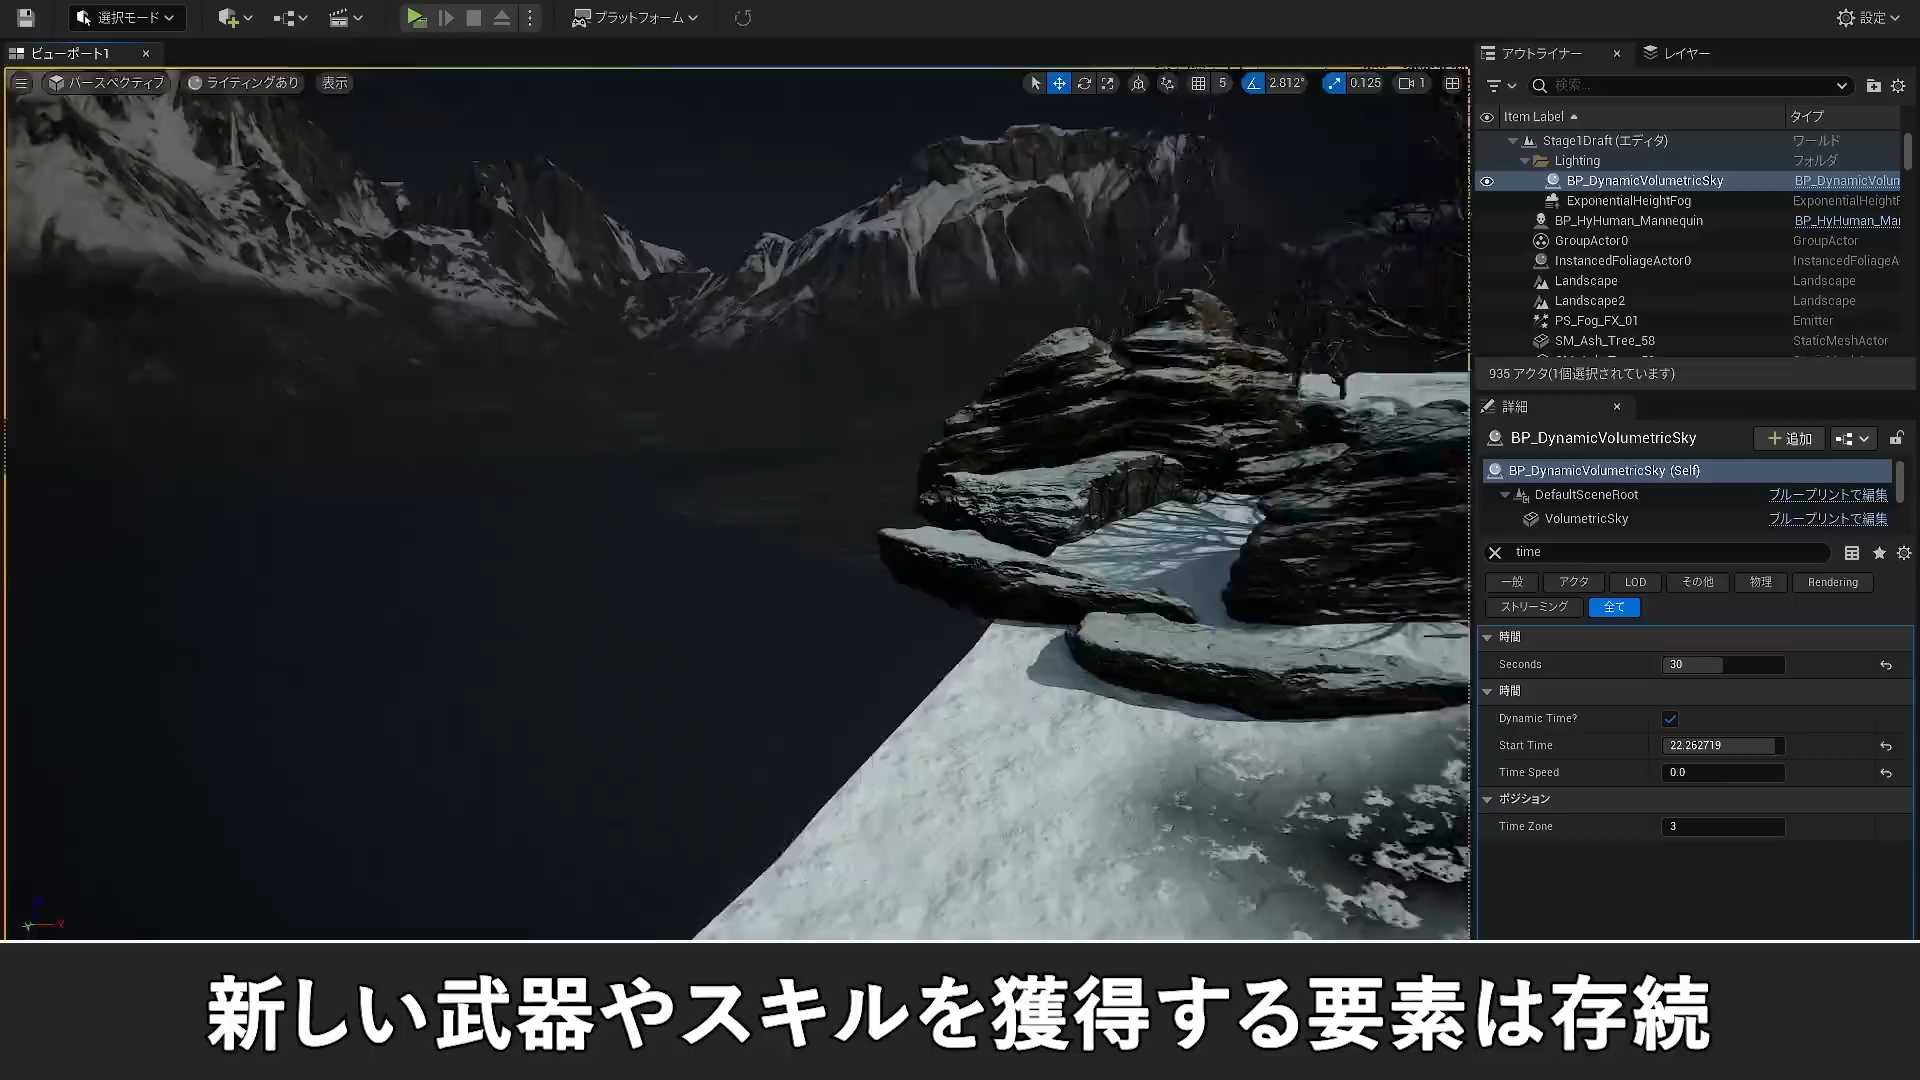 選択モード
プラットフォーム
設定
ビューポート1
パースペクティブ
ライティングあり
表示
5
2.812°
0.125
1
アウトライナー
レイヤー
検索...
Item Label
タイプ
Stage1Draft (エディタ)
ワールド
Lighting
フォルダ
BP_DynamicVolumetricSky
BP_DynamicVolum
ExponentialHeightFog
ExponentialHeightF
BP_HyHuman_Mannequin
BP_HyHuman_Mar
GroupActor0
GroupActor
InstancedFoliageActor0
InstancedFoliageA
Landscape
Landscape
Landscape2
Landscape
PS_Fog_FX_01
Emitter
SM_Ash_Tree_58
StaticMeshActor
935 アクタ(1個選択されています)
詳細
BP_DynamicVolumetricSky
追加
BP_DynamicVolumetricSky (Self)
DefaultSceneRoot
ブループリントで編集
VolumetricSky
ブループリントで編集
time
一般
アクタ
LOD
その他
物理
Rendering
ストリーミング
全て
時間
Seconds
30
時間
Dynamic Time?
Start Time
22.262719
Time Speed
0.0
ポジション
Time Zone
3
新しい武器やスキルを獲得する要素は存続